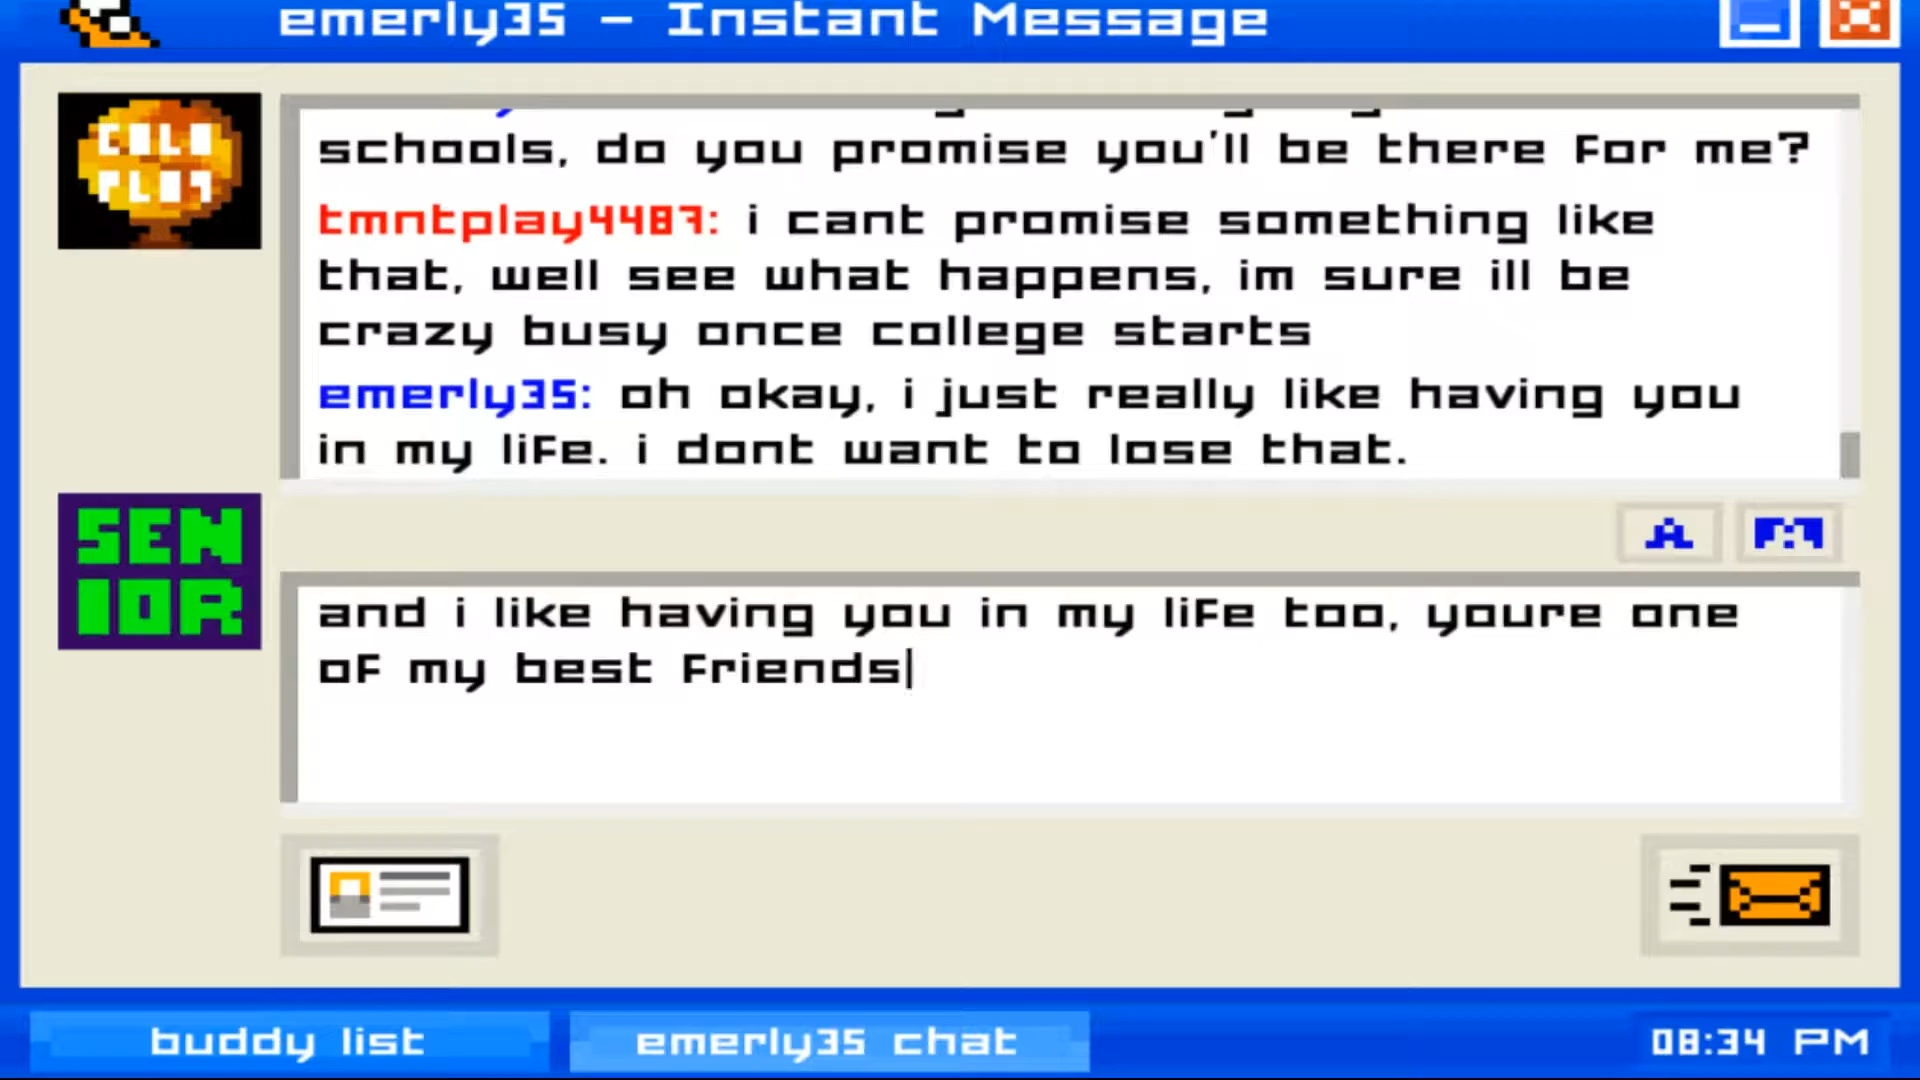 emerly35 - Instant Message
COLD
PLAY
schools, do you promise you'll be there for me?
tmntplay4487: i cant promise something like
that, well see what happens, im sure ill be
crazy busy once college starts
emerly35: oh okay, i just really like having you
in my life. i dont want to lose that.
SEN
IOR
A
and i like having you in my life too, youre one
of my best friends
buddy list
emerly35 chat
08:34 PM